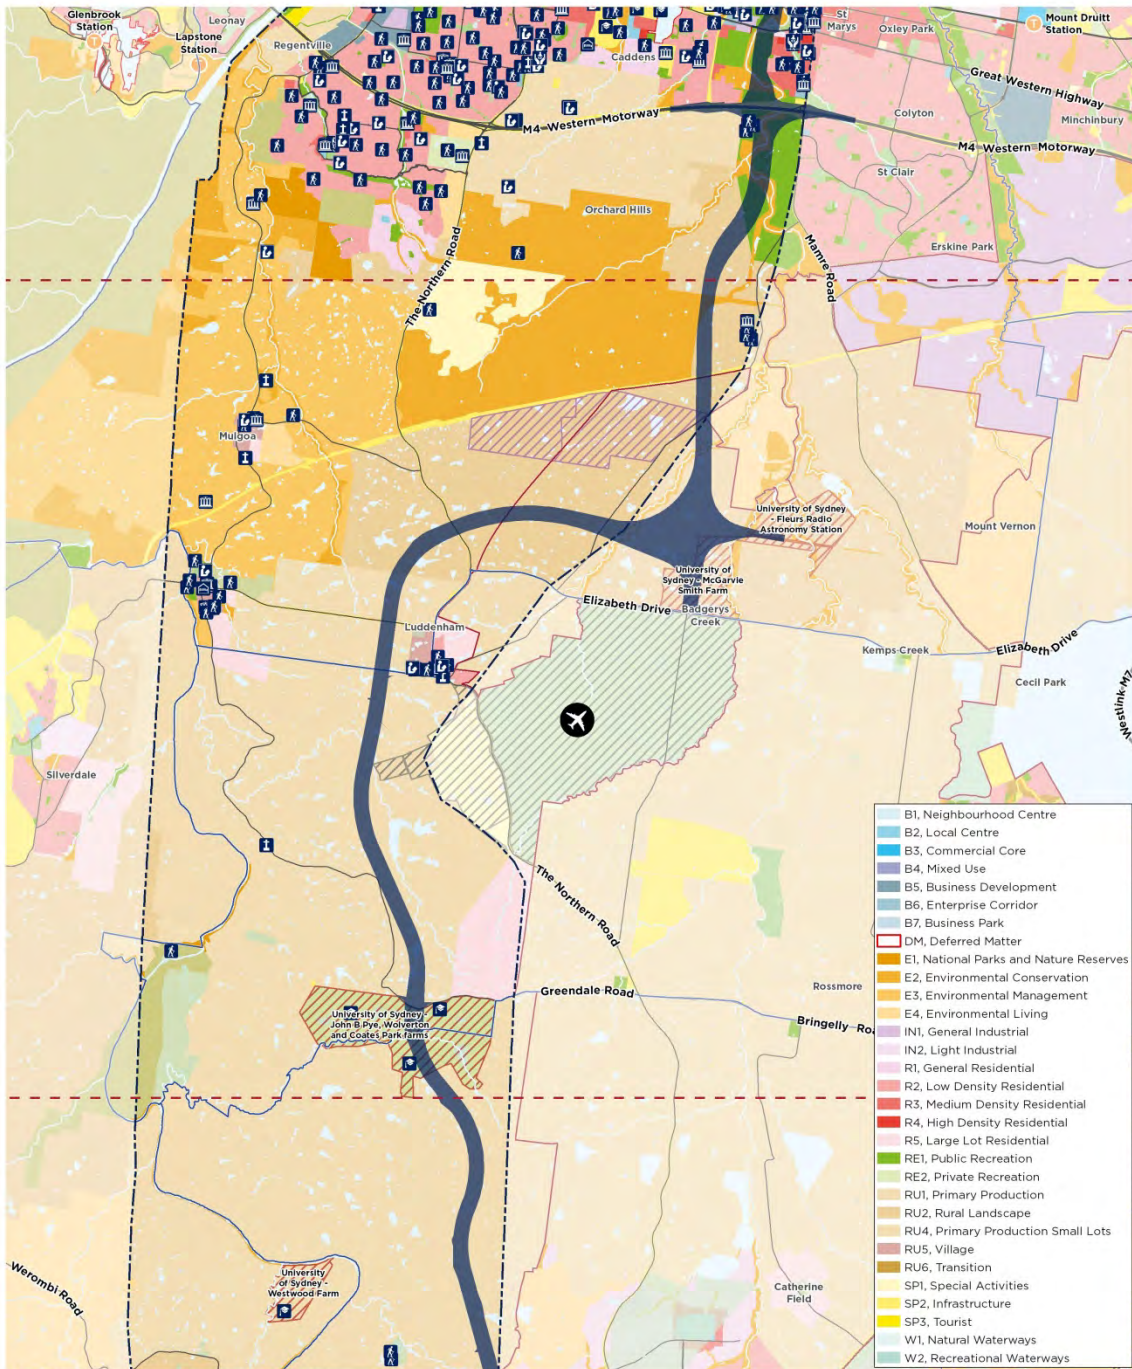 Glenbrook
Station
Leonay
Lapstone
Station
Regentville
Caddens
St
Marys
Oxley Park
Mount Druitt
Station
T
T
T
Great Western Highway
Colyton
Minchinbury
M4 Western Motorway
M4 Western Motorway
St Clair
Orchard Hills
Erskine Park
The Northern Road
Mamre Road
Mulgoa
University of Sydney
- Fleurs Radio
Astronomy Station
Mount Vernon
University of
Sydney - McGarvie
Smith Farm
Elizabeth Drive
Badgerys
Creek
Luddenham
Kemps Creek
Elizabeth Drive
Cecil Park
Westlink M7
Silverdale
The Northern Road
Greendale Road
Rossmore
University of Sydney -
John B Pye, Wolverton
and Coates Park farms
Bringelly Roa
Werombi Road
University
of Sydney -
Westwood Farm
Catherine
Field
B1, Neighbourhood Centre
B2, Local Centre
B3, Commercial Core
B4, Mixed Use
B5, Business Development
B6, Enterprise Corridor
B7, Business Park
DM, Deferred Matter
E1, National Parks and Nature Reserves
E2, Environmental Conservation
E3, Environmental Management
E4, Environmental Living
IN1, General Industrial
IN2, Light Industrial
R1, General Residential
R2, Low Density Residential
R3, Medium Density Residential
R4, High Density Residential
R5, Large Lot Residential
RE1, Public Recreation
RE2, Private Recreation
RU1, Primary Production
RU2, Rural Landscape
RU4, Primary Production Small Lots
RU5, Village
RU6, Transition
SP1, Special Activities
SP2, Infrastructure
SP3, Tourist
W1, Natural Waterways
W2, Recreational Waterways